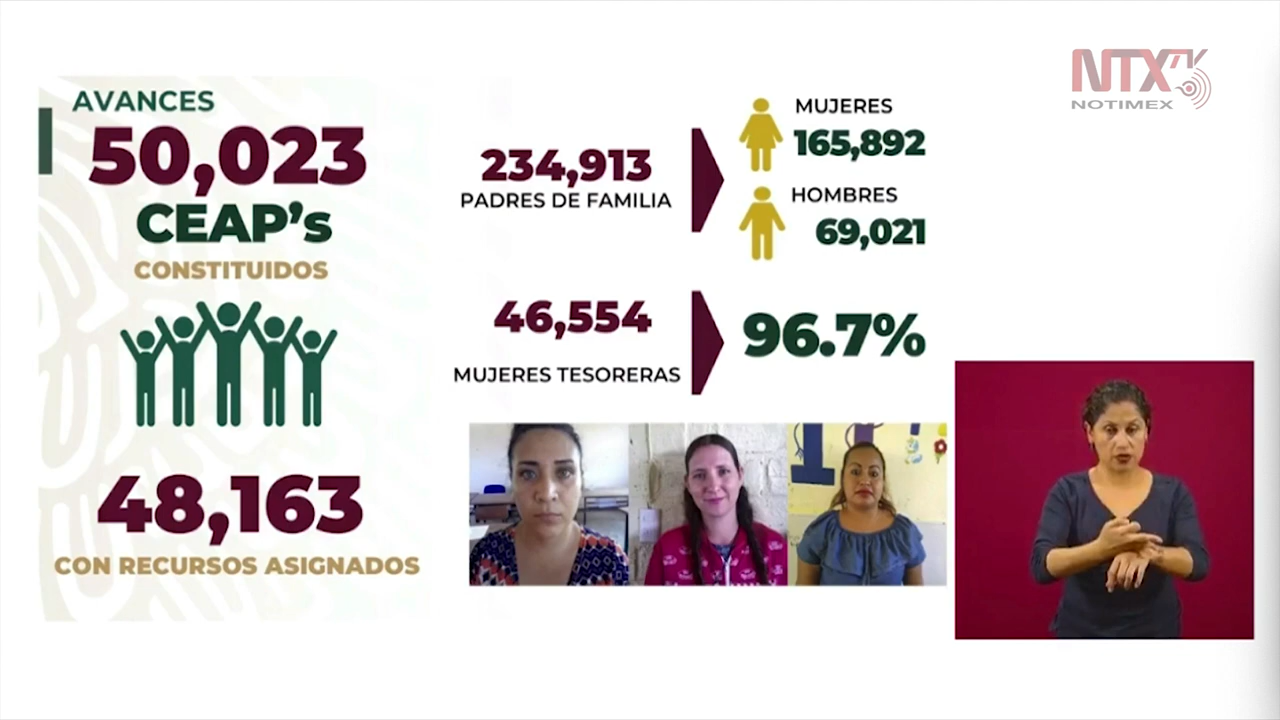 NTX
NOTIMEX
AVANCES
50,023
CEAP's
CONSTITUIDOS
48,163
CON RECURSOS ASIGNADOS
234,913
PADRES DE FAMILIA
MUJERES
165,892
HOMBRES
69,021
46,554
MUJERES TESORERAS
96.7%